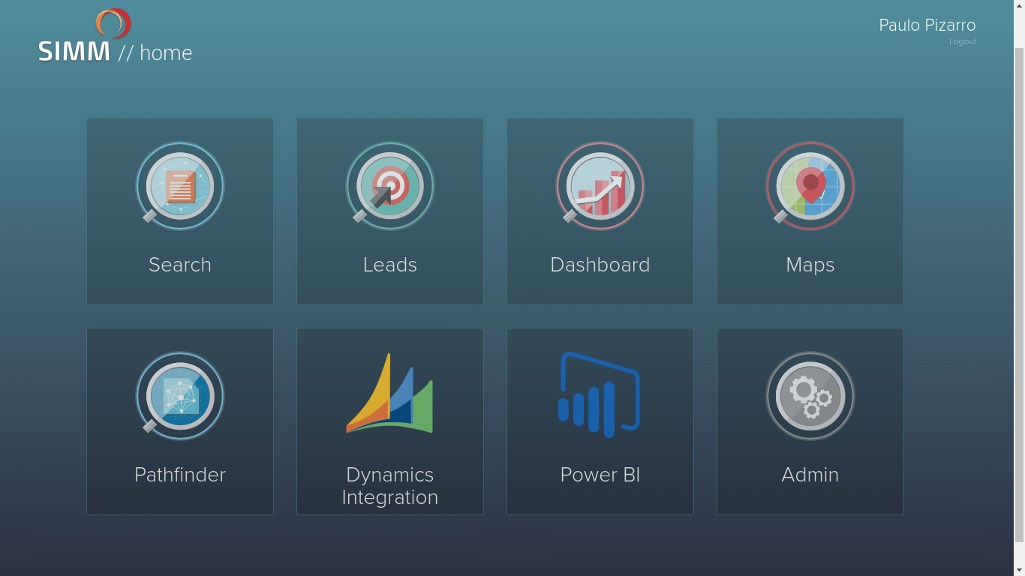 SIMM // home
Paulo Pizarro
Logout
Search
Leads
Dashboard
Maps
Pathfinder
Dynamics
Integration
Power BI
Admin